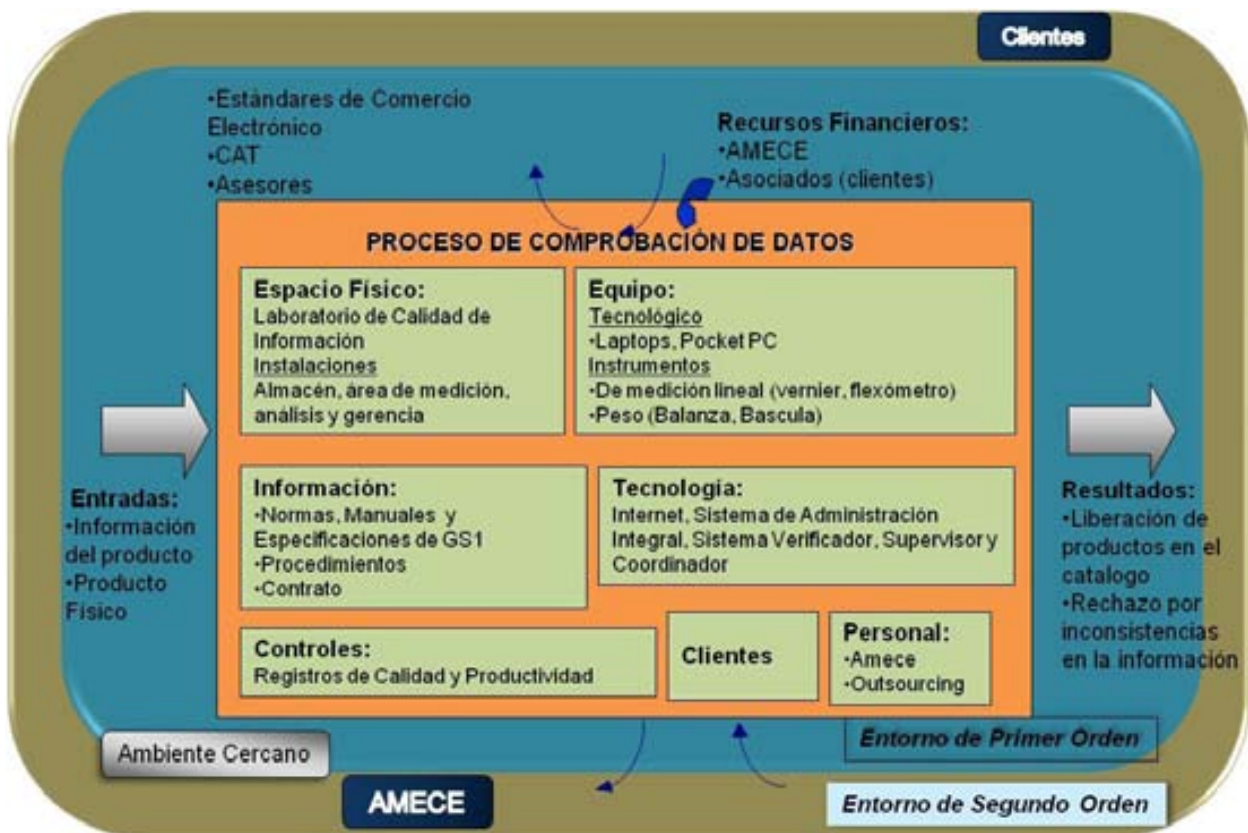 Clientes
•Estándares de Comercio
Electrónico
•CAT
•Asesores
Recursos Financieros:
•AMECE
•Asociados (clientes)
PROCESO DE COMPROBACIÓN DE DATOS
Espacio Físico:
Laboratorio de Calidad de
Información
Instalaciones
Almacén, área de medición,
análisis y gerencia
Equipo:
Tecnológico
•Laptops, Pocket PC
Instrumentos
•De medición lineal (vernier, flexómetro)
•Peso (Balanza, Bascula)
Entradas:
•Información
del producto
•Producto
Físico
Información:
•Normas, Manuales y
Especificaciones de GS1
•Procedimientos
•Contrato
Tecnología:
Internet, Sistema de Administración
Integral, Sistema Verificador, Supervisor y
Coordinador
Resultados:
•Liberación de
productos en el
catalogo
•Rechazo por
inconsistencias
en la información
Controles:
Registros de Calidad y Productividad
Clientes
Personal:
•Amece
•Outsourcing
Entorno de Primer Orden
Ambiente Cercano
AMECE
Entorno de Segundo Orden